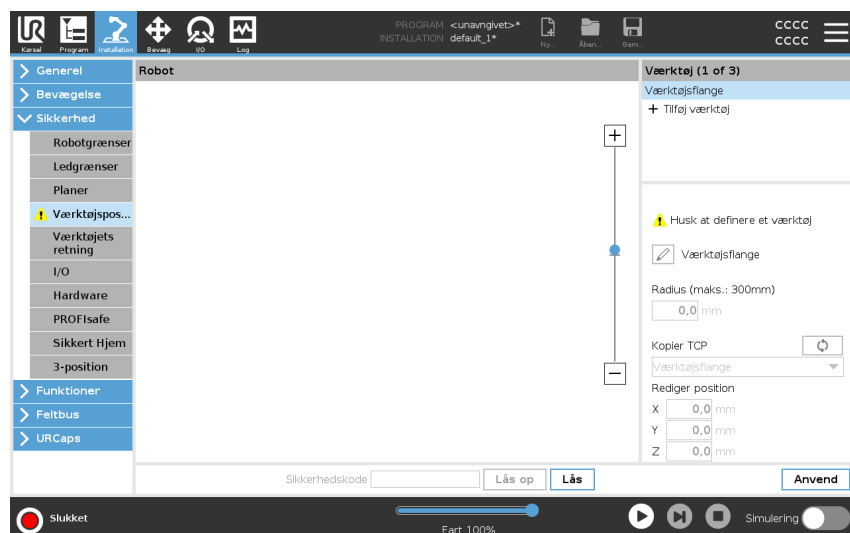 PROGRAM <unavngivet>*
INSTALLATION default_1*
Ny...
Åben...
Gem...
cccc
cccc
Kørsel
Program
Installation
Bevæg
I/O
Log
Generel
Bevægelse
Sikkerhed
Robotgrænser
Ledgrænser
Planer
Værktøjspos...
Værktøjets
retning
I/O
Hardware
PROFIsafe
Sikkert Hjem
3-position
Funktioner
Feltbus
URCaps
Robot
Værktøj (1 of 3)
Værktøjsflange
Tilføj værktøj
Husk at definere et værktøj
Værktøjsflange
Radius (maks.: 300mm)
0,0 mm
Kopier TCP
Værktøjsflange
Rediger position
X 0,0 mm
Y 0,0 mm
Z 0,0 mm
Sikkerhedskode
Lås op
Lås
Anvend
Slukket
Fart 100%
Simulering